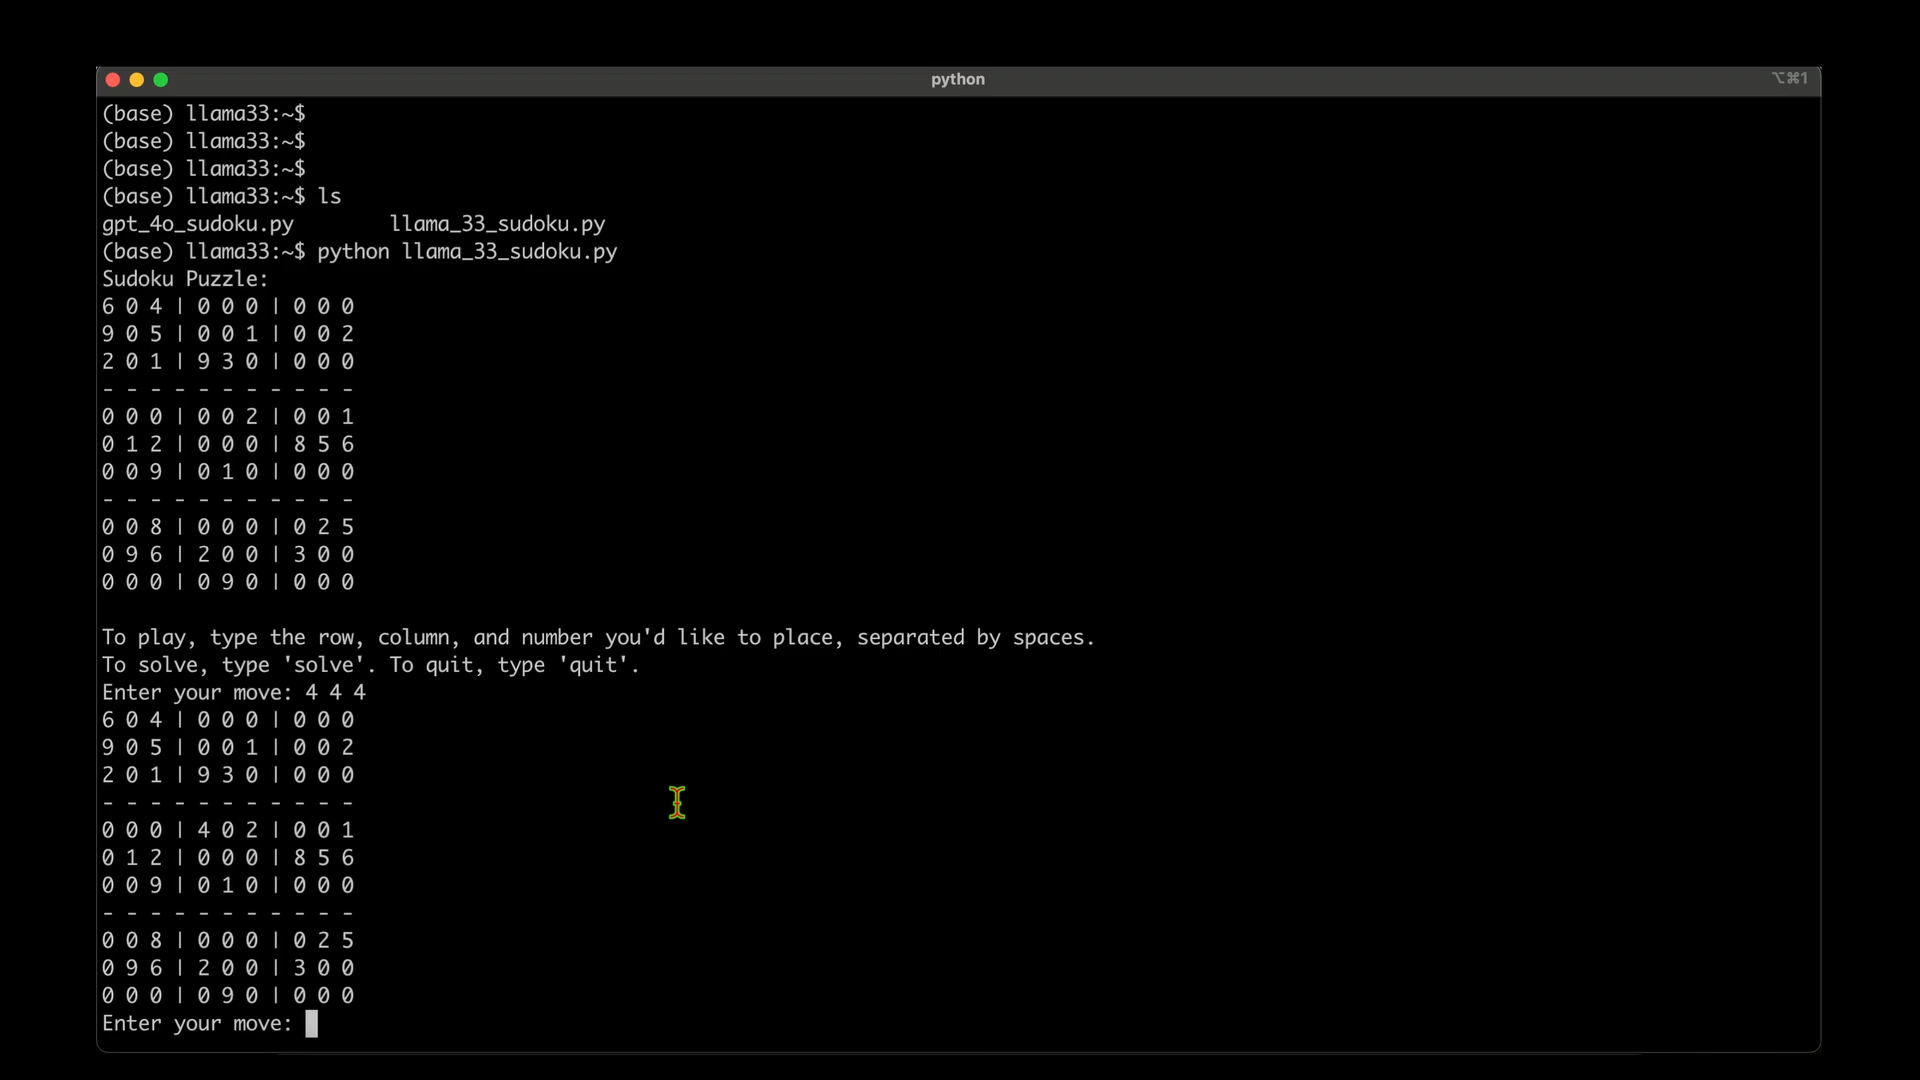 python
⌥⌘1
(base) llama33:~$
(base) llama33:~$
(base) llama33:~$
(base) llama33:~$ ls
gpt_4o_sudoku.py        llama_33_sudoku.py
(base) llama33:~$ python llama_33_sudoku.py
Sudoku Puzzle:
6 0 4 | 0 0 0 | 0 0 0
9 0 5 | 0 0 1 | 0 0 2
2 0 1 | 9 3 0 | 0 0 0
- - - - - - - - - - -
0 0 0 | 0 0 2 | 0 0 1
0 1 2 | 0 0 0 | 8 5 6
0 0 9 | 0 1 0 | 0 0 0
- - - - - - - - - - -
0 0 8 | 0 0 0 | 0 2 5
0 9 6 | 2 0 0 | 3 0 0
0 0 0 | 0 9 0 | 0 0 0
To play, type the row, column, and number you'd like to place, separated by spaces.
To solve, type 'solve'. To quit, type 'quit'.
Enter your move: 4 4 4
6 0 4 | 0 0 0 | 0 0 0
9 0 5 | 0 0 1 | 0 0 2
2 0 1 | 9 3 0 | 0 0 0
- - - - - - - - - - -
0 0 0 | 4 0 2 | 0 0 1
0 1 2 | 0 0 0 | 8 5 6
0 0 9 | 0 1 0 | 0 0 0
- - - - - - - - - - -
0 0 8 | 0 0 0 | 0 2 5
0 9 6 | 2 0 0 | 3 0 0
0 0 0 | 0 9 0 | 0 0 0
Enter your move: